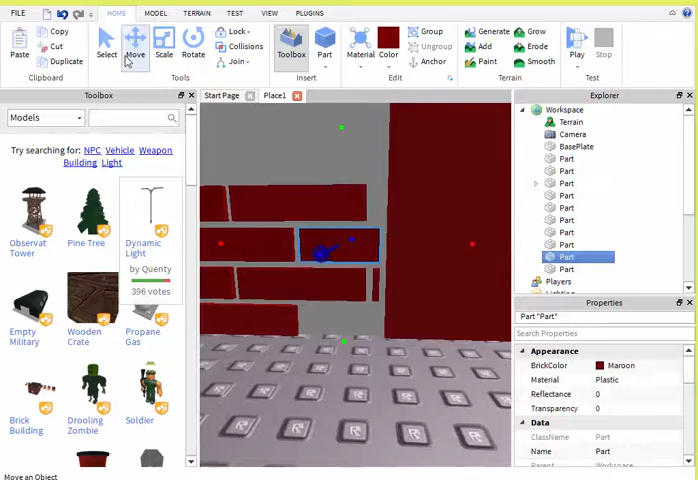 FILE HOME MODEL TERRAIN TEST VIEW PLUGINS
Paste Copy Cut Duplicate Select Move Scale Rotate Lock Collisions Join Toolbox Part Material Color Group Ungroup Anchor Generate Add Paint Grow Erode Smooth Play Stop
Clipboard Tools Insert Edit Terrain Test
Toolbox
Start Page Place1
Models
Try searching for: NPC Vehicle Weapon
Building Light
Observat
Tower
Pine Tree
Dynamic
Light
by Quenty
396 votes
Empty
Military
Wooden
Crate
Propane
Gas
Brick
Building
Drooling
Zombie
Soldier
Explorer
Workspace
Terrain
Camera
BasePlate
Part
Part
Part
Part
Part
Part
Part
Part
Part
Part
Players
Properties
Part "Part"
Search Properties
Appearance
BrickColor Maroon
Material Plastic
Reflectance 0
Transparency 0
Data
ClassName Part
Name Part
Parent Workspace
Move an Object